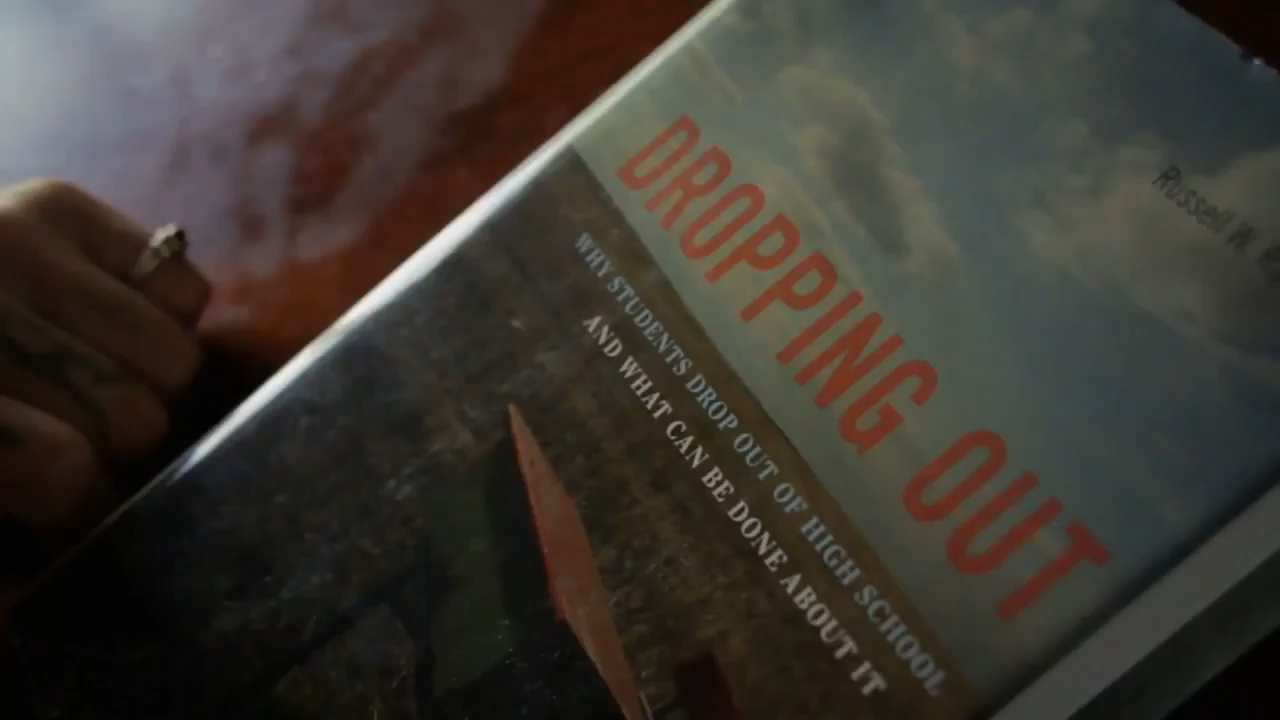 Russell W.
DROPPING OUT
WHY STUDENTS DROP OUT OF HIGH SCHOOL
AND WHAT CAN BE DONE ABOUT IT